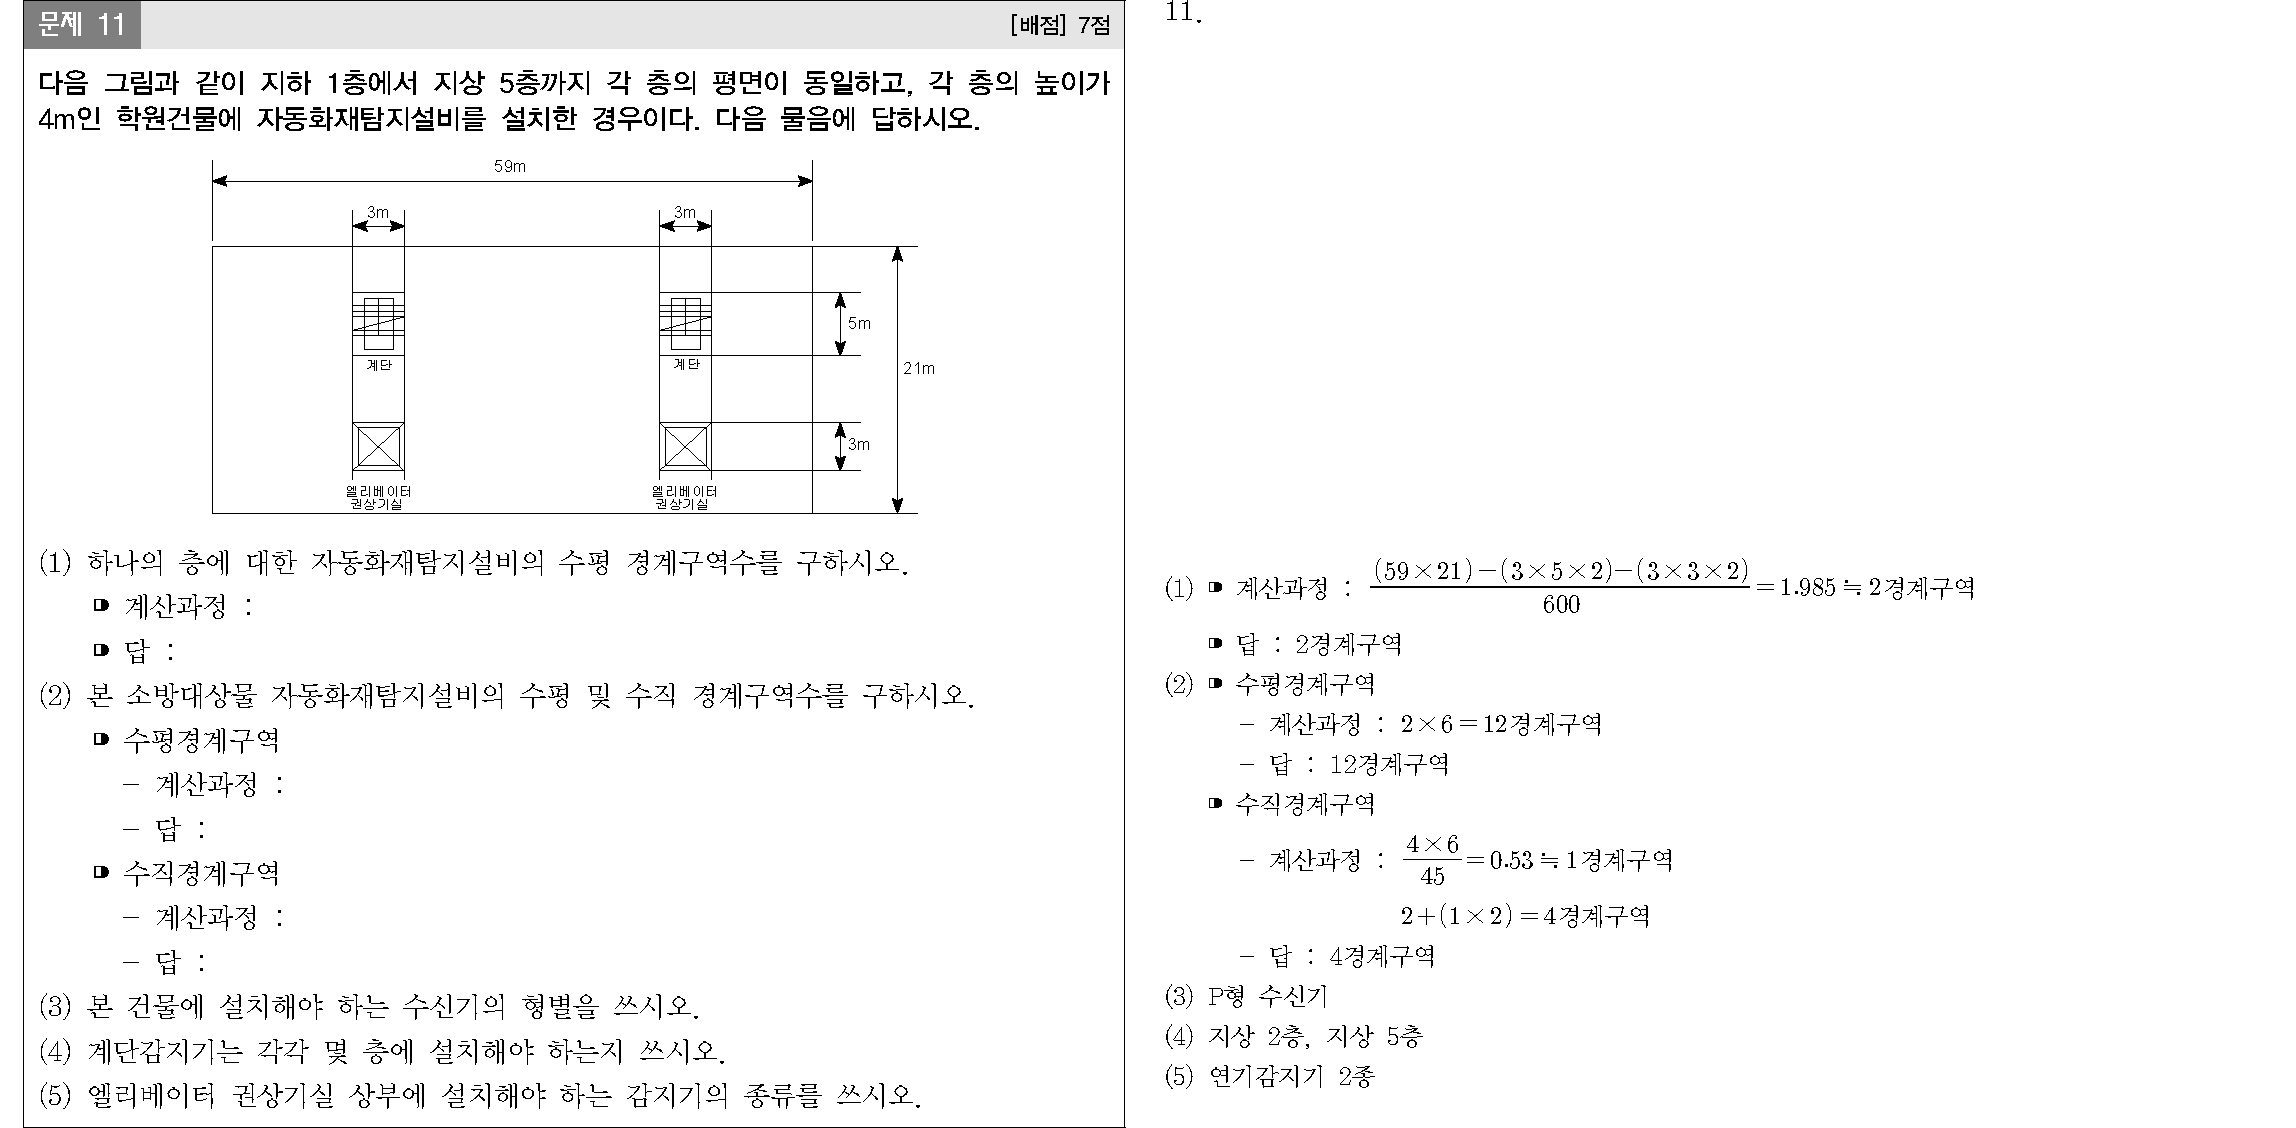 문제 11 [배점] 7점
다음 그림과 같이 지하 1층에서 지상 5층까지 각 층의 평면이 동일하고, 각 층의 높이가
4m인 학원건물에 자동화재탐지설비를 설치한 경우이다. 다음 물음에 답하시오.
59m
3m 3m
5m
계단 계단
21m
3m
엘리베이터 엘리베이터
권상기실 권상기실
(1) 하나의 층에 대한 자동화재탐지설비의 수평 경계구역수를 구하시오.
계산과정 :
답 :
(2) 본 소방대상물 자동화재탐지설비의 수평 및 수직 경계구역수를 구하시오.
수평경계구역
- 계산과정 :
- 답 :
수직경계구역
- 계산과정 :
- 답 :
(3) 본 건물에 설치해야 하는 수신기의 형별을 쓰시오.
(4) 계단감지기는 각각 몇 층에 설치해야 하는지 쓰시오.
(5) 엘리베이터 권상기실 상부에 설치해야 하는 감지기의 종류를 쓰시오.
11.
(1) 계산과정 : (59×21)-(3×5×2)-(3×3×2) / 600 = 1.985 ≒ 2경계구역
답 : 2경계구역
(2) 수평경계구역
- 계산과정 : 2×6=12경계구역
- 답 : 12경계구역
수직경계구역
- 계산과정 : 4×6 / 45 = 0.53 ≒ 1경계구역
2+(1×2)=4경계구역
- 답 : 4경계구역
(3) P형 수신기
(4) 지상 2층, 지상 5층
(5) 연기감지기 2종